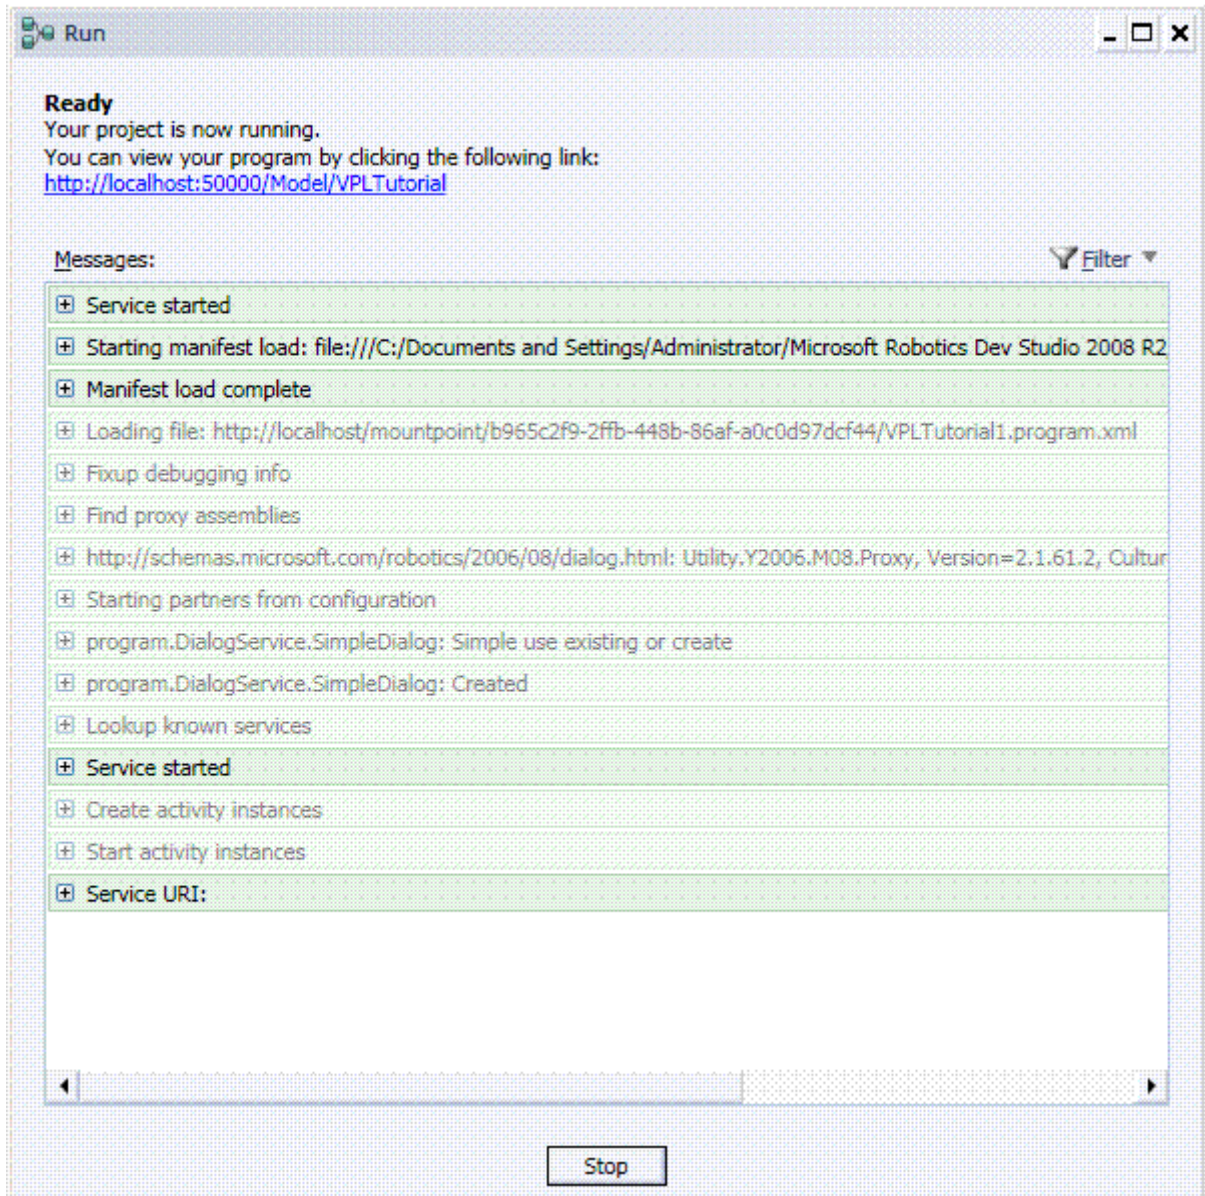 Run
Ready
Your project is now running.
You can view your program by clicking the following link:
http://localhost:50000/Model/VPLTutorial
Messages:
Filter
Service started
Starting manifest load: file:///C:/Documents and Settings/Administrator/Microsoft Robotics Dev Studio 2008 R2
Manifest load complete
Loading file: http://localhost/mountpoint/b965c2f9-2ffb-448b-86af-a0c0d97dcf44/VPLTutorial1.program.xml
Fixup debugging info
Find proxy assemblies
http://schemas.microsoft.com/robotics/2006/08/dialog.html: Utility.Y2006.M08.Proxy, Version=2.1.61.2, Cultur
Starting partners from configuration
program.DialogService.SimpleDialog: Simple use existing or create
program.DialogService.SimpleDialog: Created
Lookup known services
Service started
Create activity instances
Start activity instances
Service URI:
Stop